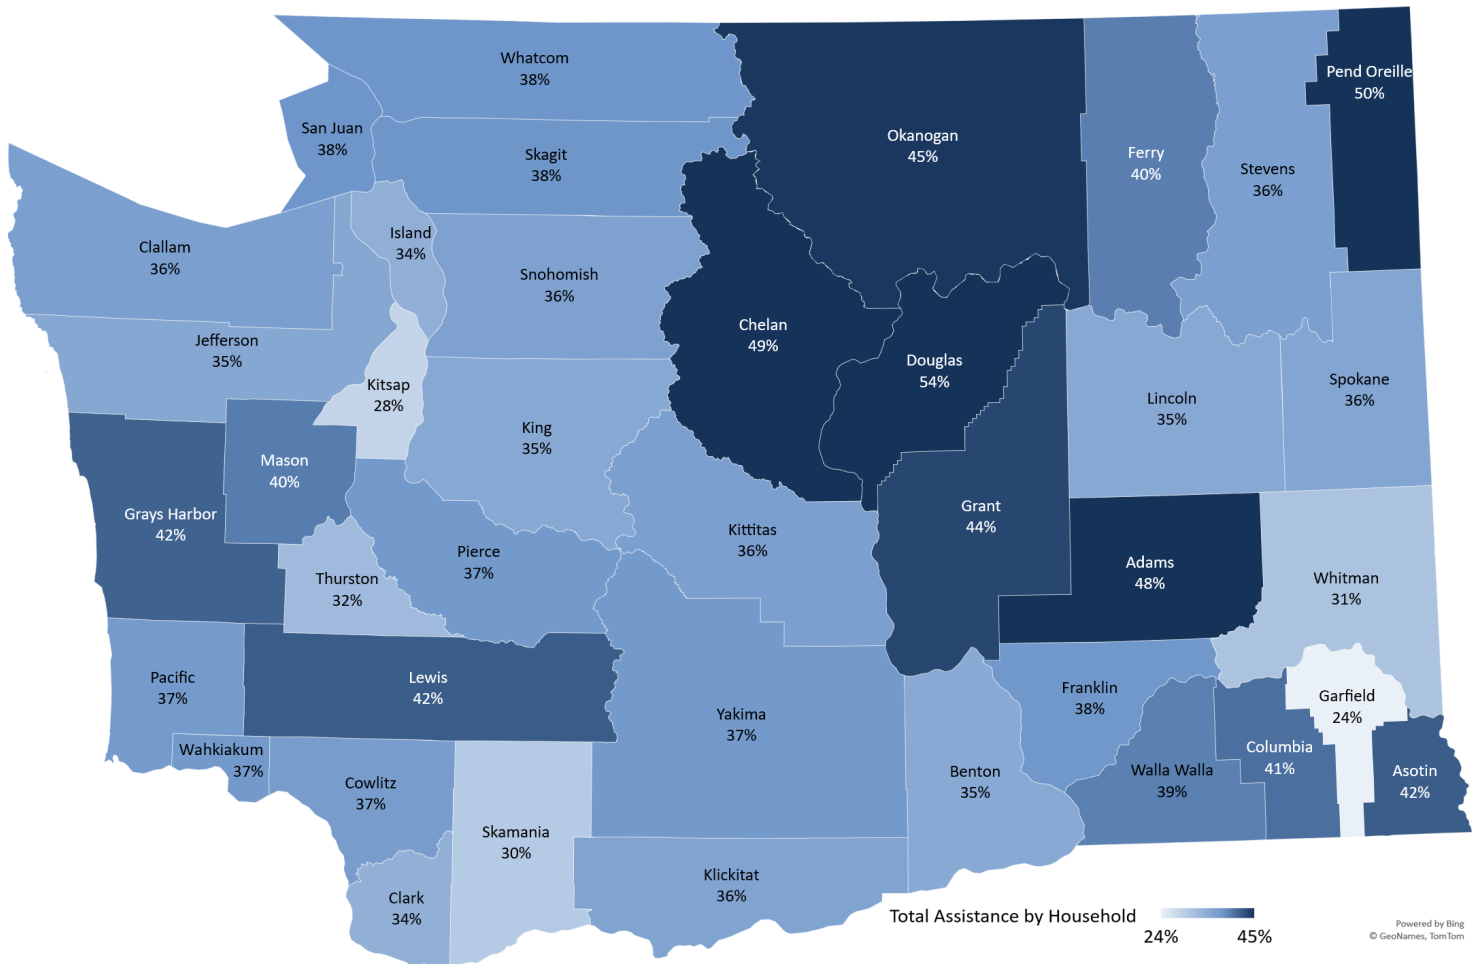 Whatcom
38%
San Juan
38%
Skagit
38%
Okanogan
45%
Ferry
40%
Stevens
36%
Pend Oreille
50%
Clallam
36%
Island
34%
Snohomish
36%
Chelan
49%
Douglas
54%
Jefferson
35%
Kitsap
28%
King
35%
Lincoln
35%
Spokane
36%
Mason
40%
Grays Harbor
42%
Thurston
32%
Pierce
37%
Kittitas
36%
Grant
44%
Adams
48%
Whitman
31%
Pacific
37%
Lewis
42%
Yakima
37%
Franklin
38%
Garfield
24%
Wahkiakum
37%
Cowlitz
37%
Skamania
30%
Benton
35%
Walla Walla
39%
Columbia
41%
Asotin
42%
Clark
34%
Klickitat
36%
Total Assistance by Household
24% 45%
Powered by Bing
© GeoNames, TomTom